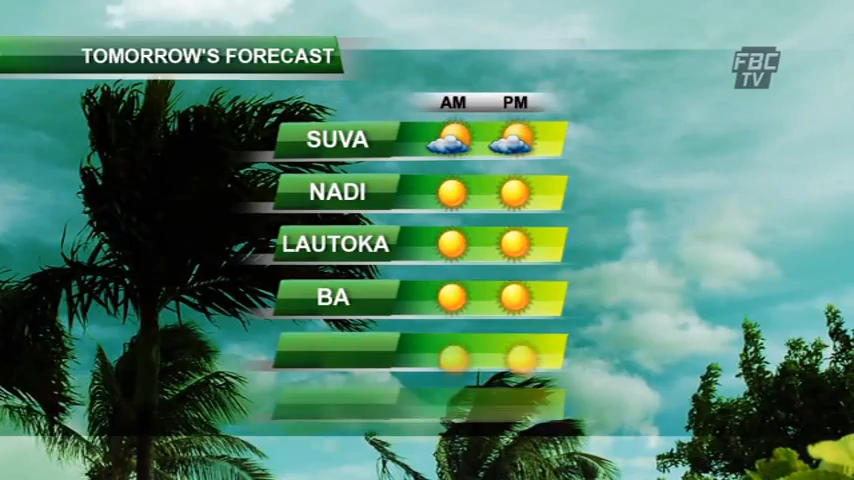 TOMORROW'S FORECAST
FBC
TV
AM PM
SUVA
NADI
LAUTOKA
BA